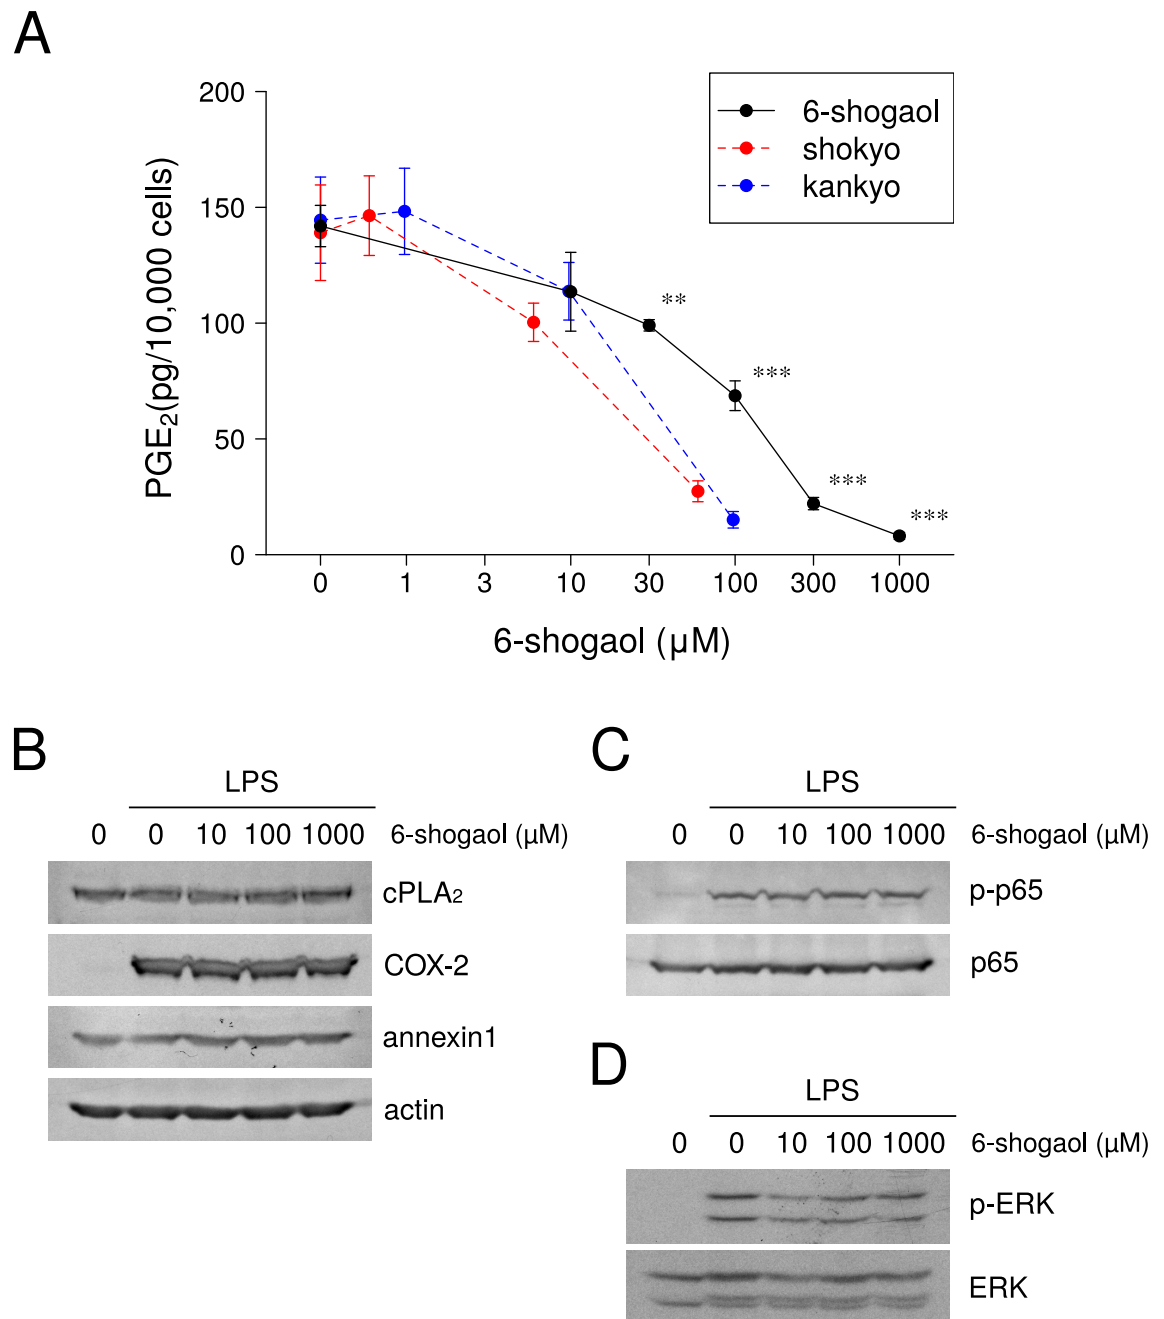 A
200
150
100
50
0
PGE₂(pg/10,000 cells)
6-shogaol
shokyo
kankyo
**
***
***
***
0 1 3 10 30 100 300 1000
6-shogaol (µM)
B
LPS
0 0 10 100 1000 6-shogaol (µM)
cPLA₂
COX-2
annexin1
actin
C
LPS
0 0 10 100 1000 6-shogaol (µM)
p-p65
p65
D
LPS
0 0 10 100 1000 6-shogaol (µM)
p-ERK
ERK